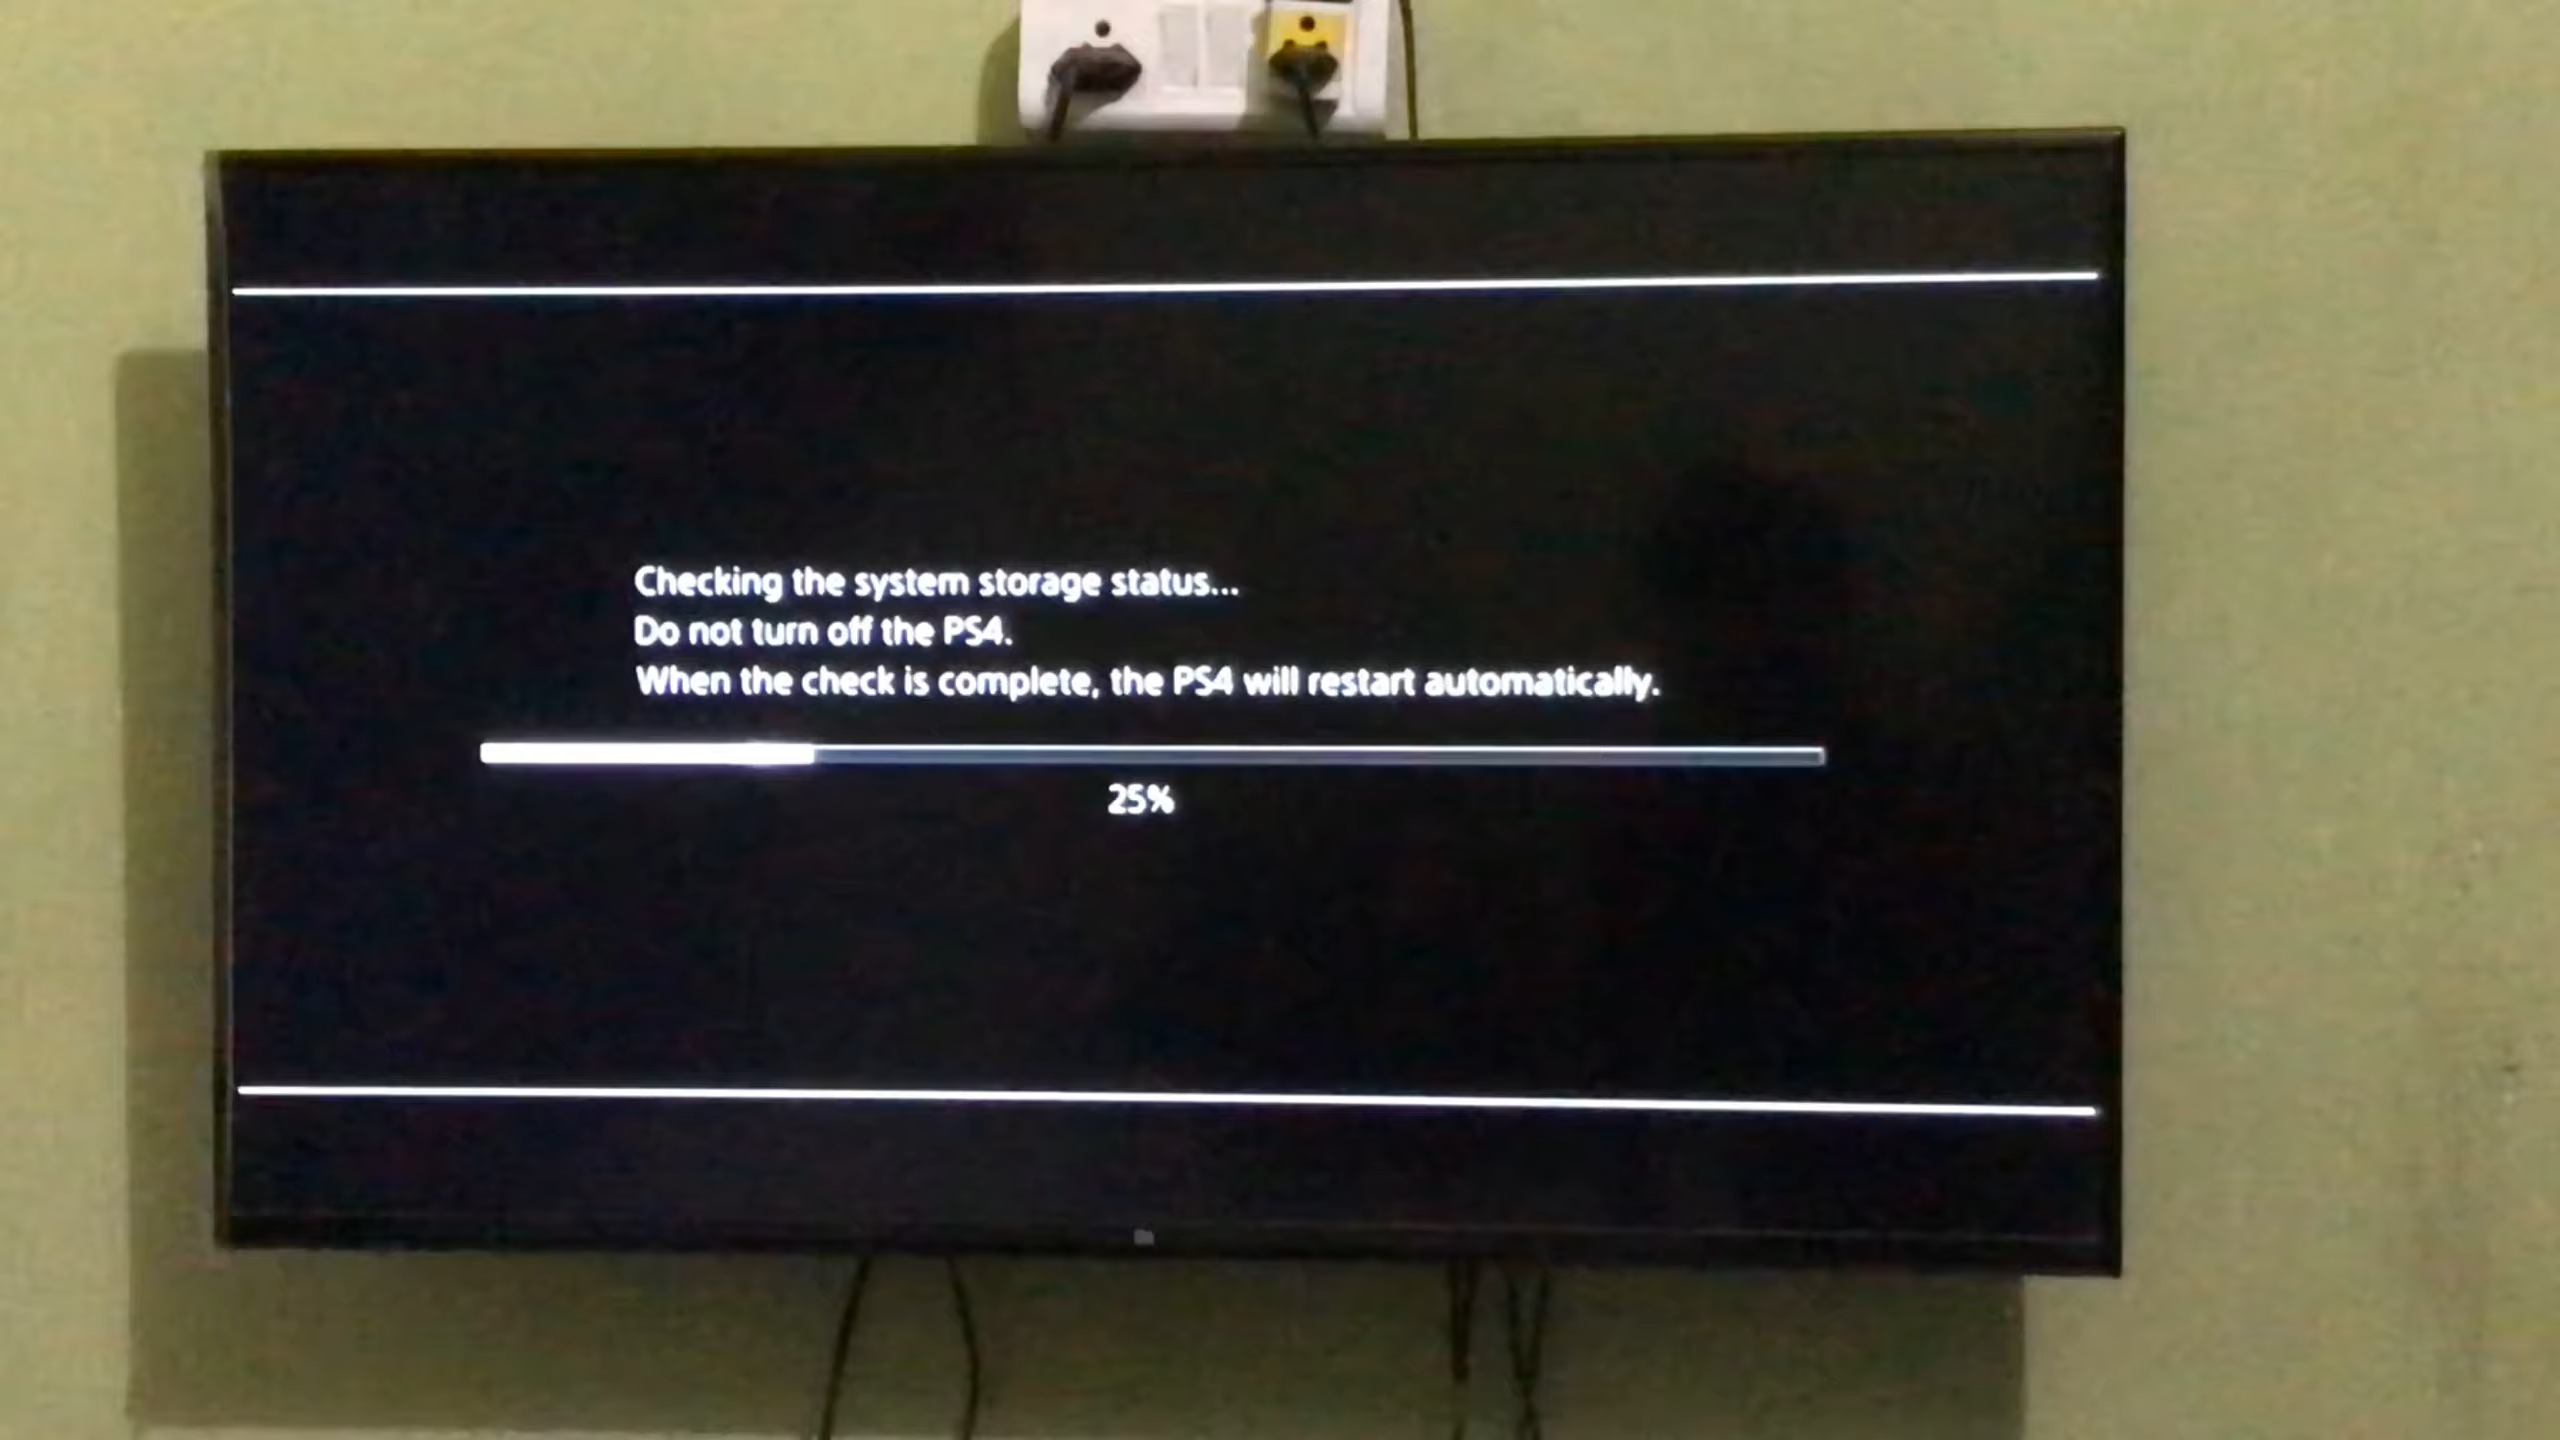 Checking the system storage status...
Do not turn off the PS4.
When the check is complete, the PS4 will restart automatically.
25%